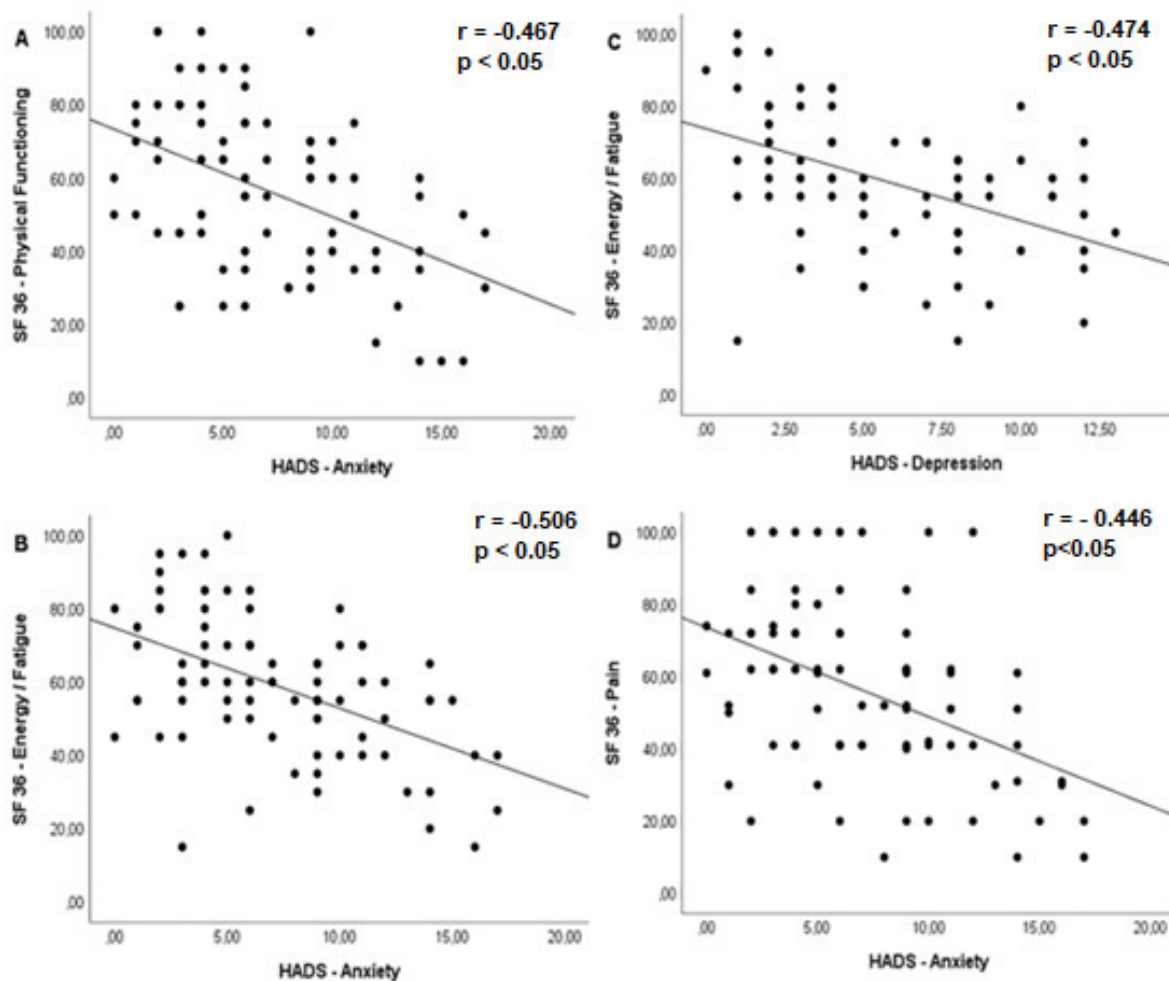 A
r = -0.467
p < 0.05
SF 36 - Physical Functioning
100,00
80,00
60,00
40,00
20,00
,00
,00 5,00 10,00 15,00 20,00
HADS - Anxiety
C
r = -0.474
p < 0.05
SF 36 - Energy / Fatigue
100,00
80,00
60,00
40,00
20,00
,00
,00 2,50 5,00 7,50 10,00 12,50
HADS - Depression
B
r = -0.506
p < 0.05
SF 36 - Energy / Fatigue
100,00
80,00
60,00
40,00
20,00
,00
,00 5,00 10,00 15,00 20,00
HADS - Anxiety
D
r = - 0.446
p<0.05
SF 36 - Pain
100,00
80,00
60,00
40,00
20,00
,00
,00 5,00 10,00 15,00 20,00
HADS - Anxiety